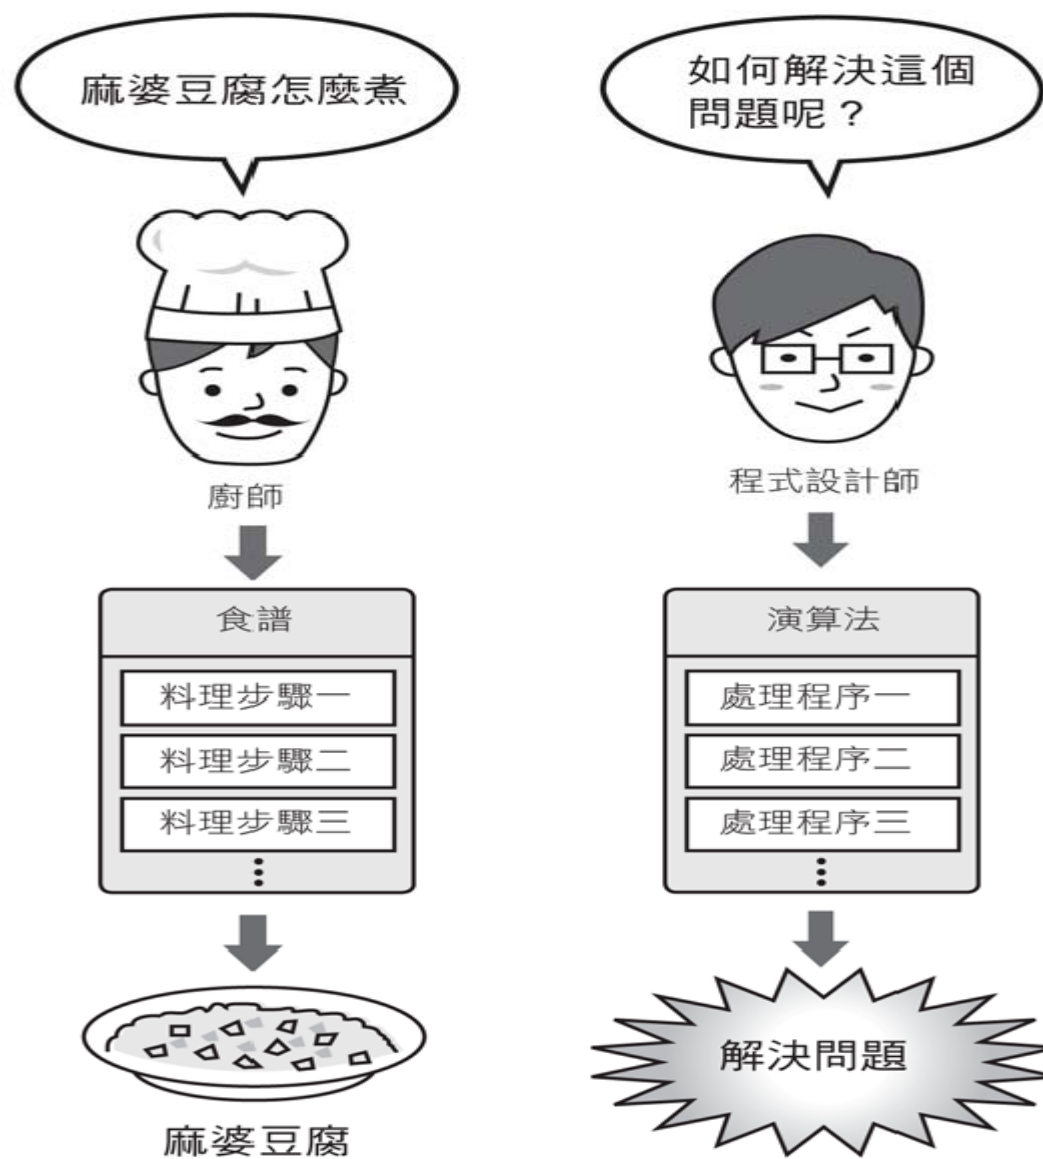 麻婆豆腐怎麼煮
廚師
食譜
料理步驟一
料理步驟二
料理步驟三
麻婆豆腐
如何解決這個
問題呢？
程式設計師
演算法
處理程序一
處理程序二
處理程序三
解決問題